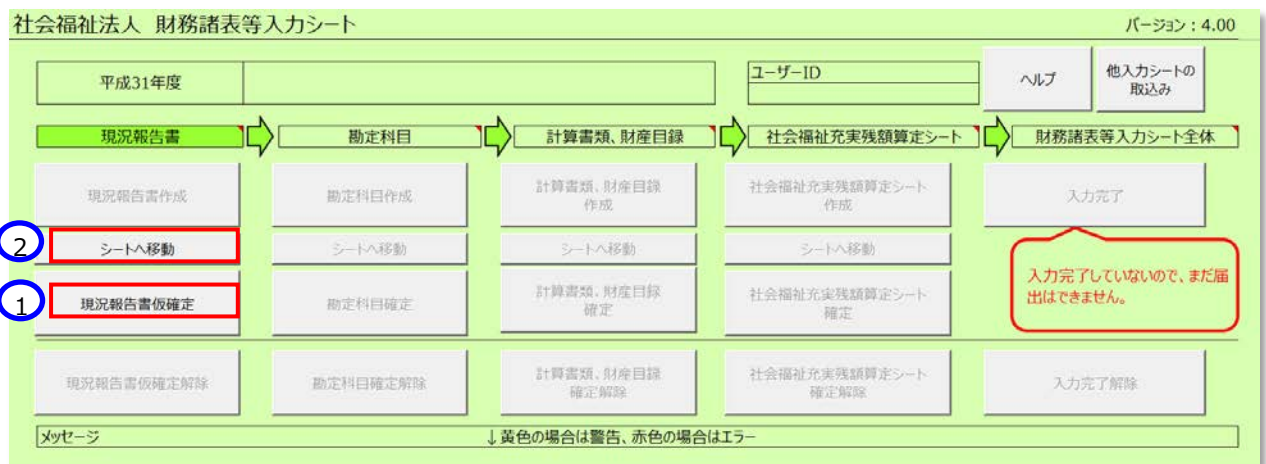 社会福祉法人 財務諸表等入力シート
バージョン：4.00
平成31年度
ユーザーID
ヘルプ
他入力シートの
取込み
現況報告書
勘定科目
計算書類、財産目録
社会福祉充実残額算定シート
財務諸表等入力シート全体
現況報告書作成
勘定科目作成
計算書類、財産目録
作成
社会福祉充実残額算定シート
作成
入力完了
2
シートへ移動
シートへ移動
シートへ移動
シートへ移動
入力完了していないので、まだ届
出はできません。
1
現況報告書仮確定
勘定科目確定
計算書類、財産目録
確定
社会福祉充実残額算定シート
確定
現況報告書仮確定解除
勘定科目確定解除
計算書類、財産目録
確定解除
社会福祉充実残額算定シート
確定解除
入力完了解除
メッセージ
↓黄色の場合は警告、赤色の場合はエラー